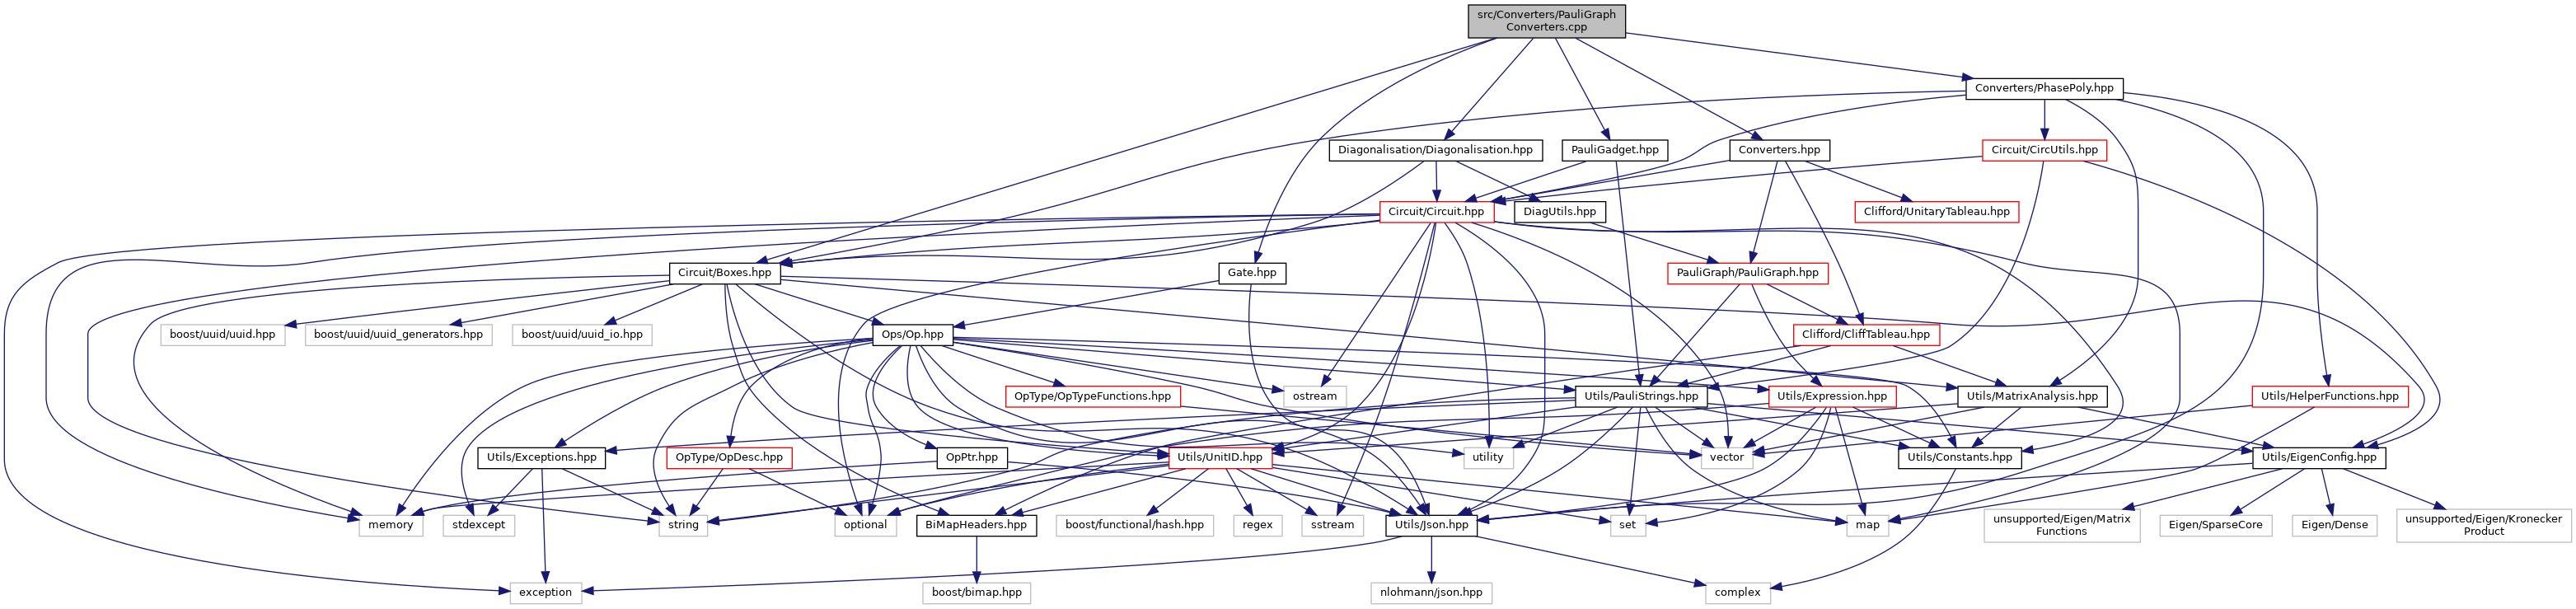 src/Converters/PauliGraph
Converters.cpp
Converters/PhasePoly.hpp
Diagonalisation/Diagonalisation.hpp
PauliGadget.hpp
Converters.hpp
Circuit/CircUtils.hpp
Circuit/Circuit.hpp
DiagUtils.hpp
Clifford/UnitaryTableau.hpp
Circuit/Boxes.hpp
Gate.hpp
PauliGraph/PauliGraph.hpp
boost/uuid/uuid.hpp
boost/uuid/uuid_generators.hpp
boost/uuid/uuid_io.hpp
Ops/Op.hpp
Clifford/CliffTableau.hpp
OpType/OpTypeFunctions.hpp
ostream
Utils/PauliStrings.hpp
Utils/Expression.hpp
Utils/MatrixAnalysis.hpp
Utils/HelperFunctions.hpp
Utils/Exceptions.hpp
OpType/OpDesc.hpp
OpPtr.hpp
Utils/UnitID.hpp
utility
vector
Utils/Constants.hpp
Utils/EigenConfig.hpp
memory
stdexcept
string
optional
BiMapHeaders.hpp
boost/functional/hash.hpp
regex
sstream
Utils/Json.hpp
set
map
unsupported/Eigen/Matrix
Functions
Eigen/SparseCore
Eigen/Dense
unsupported/Eigen/Kronecker
Product
exception
boost/bimap.hpp
nlohmann/json.hpp
complex